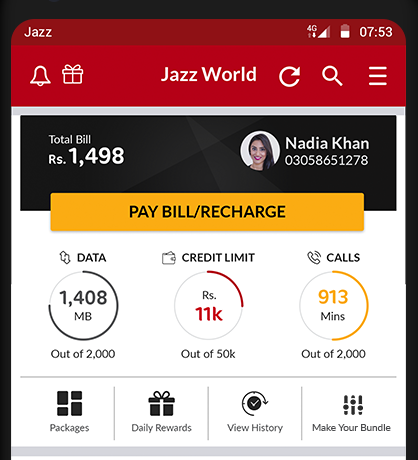 Jazz
4G
07:53
Jazz World
Total Bill
Rs. 1,498
Nadia Khan
03058651278
PAY BILL/RECHARGE
DATA
CREDIT LIMIT
CALLS
1,408
MB
Rs.
11k
913
Mins
Out of 2,000
Out of 50k
Out of 2,000
Packages
Daily Rewards
View History
Make Your Bundle